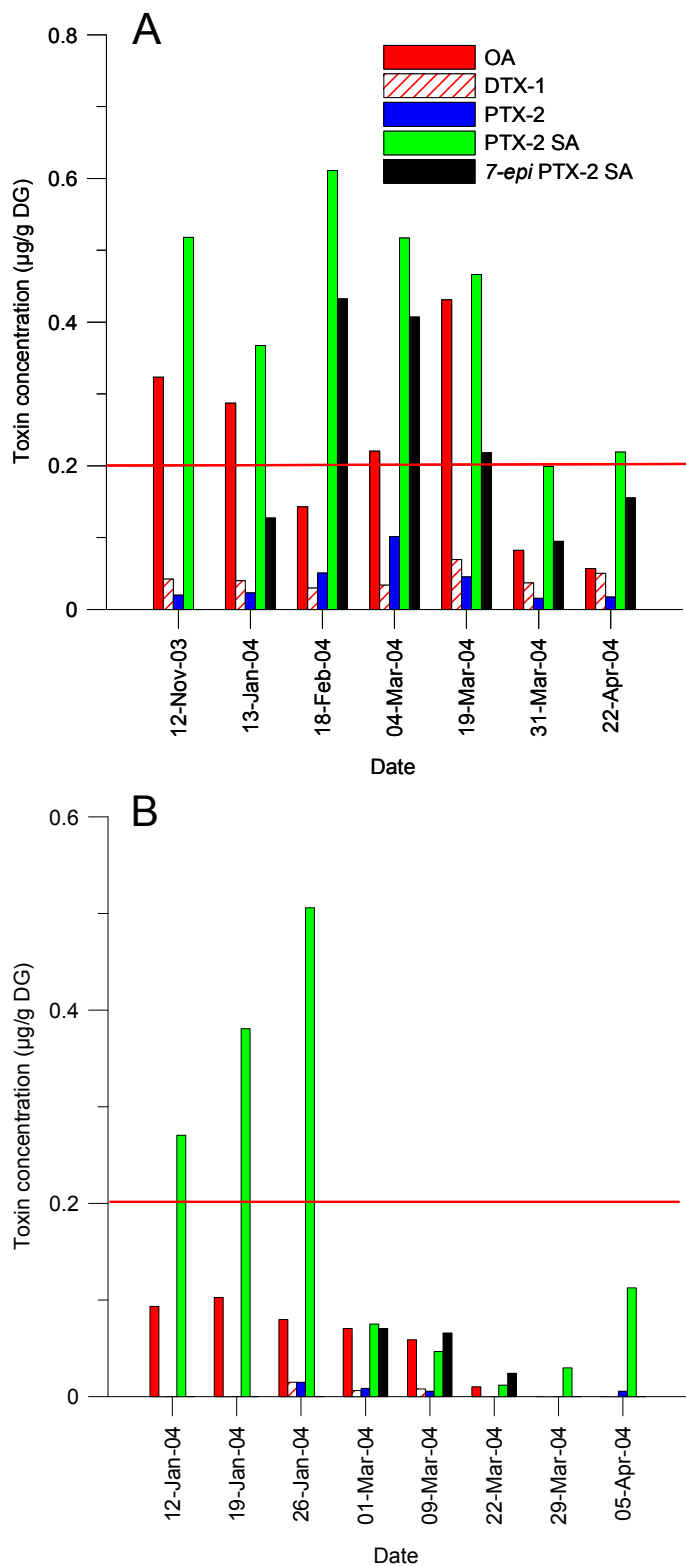 A
OA
DTX-1
PTX-2
PTX-2 SA
7-epi PTX-2 SA
Toxin concentration (µg/g DG)
0.8
0.6
0.4
0.2
0
12-Nov-03
13-Jan-04
18-Feb-04
04-Mar-04
19-Mar-04
31-Mar-04
22-Apr-04
Date
B
Toxin concentration (µg/g DG)
0.6
0.4
0.2
0
12-Jan-04
19-Jan-04
26-Jan-04
01-Mar-04
09-Mar-04
22-Mar-04
29-Mar-04
05-Apr-04
Date